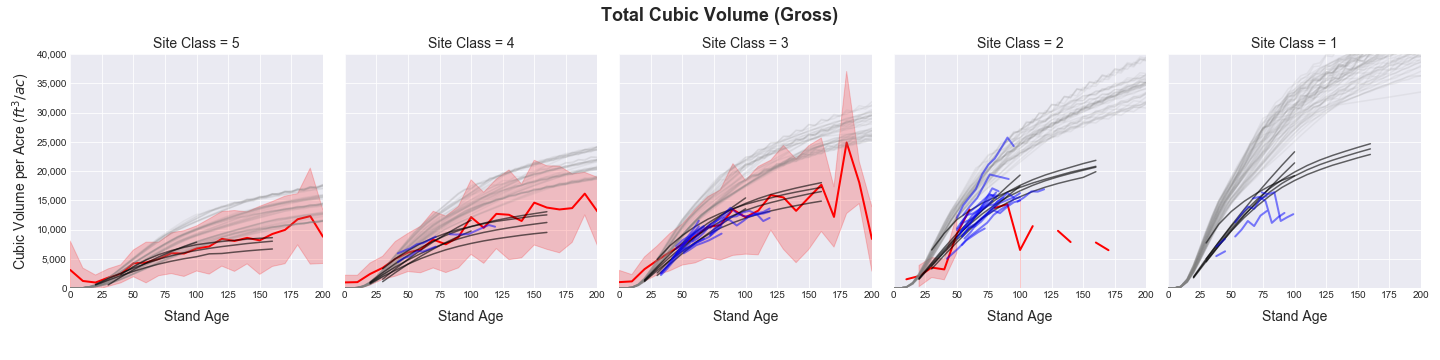 Total Cubic Volume (Gross)
Site Class = 5
Site Class = 4
Site Class = 3
Site Class = 2
Site Class = 1
Cubic Volume per Acre (ft³/ac)
40,000
35,000
30,000
25,000
20,000
15,000
10,000
5,000
0
0 25 50 75 100 125 150 175 200
0 25 50 75 100 125 150 175 200
0 25 50 75 100 125 150 175 200
0 25 50 75 100 125 150 175 200
0 25 50 75 100 125 150 175 200
Stand Age
Stand Age
Stand Age
Stand Age
Stand Age